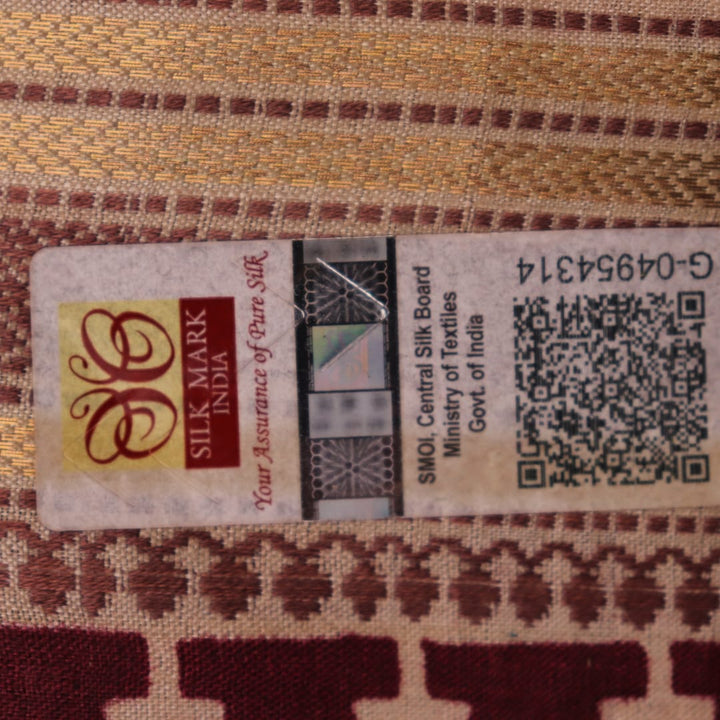 SILK MARK
INDIA
Your Assurance of Pure Silk
SMOI, Central Silk Board
Ministry of Textiles
Govt. of India
G-04954314